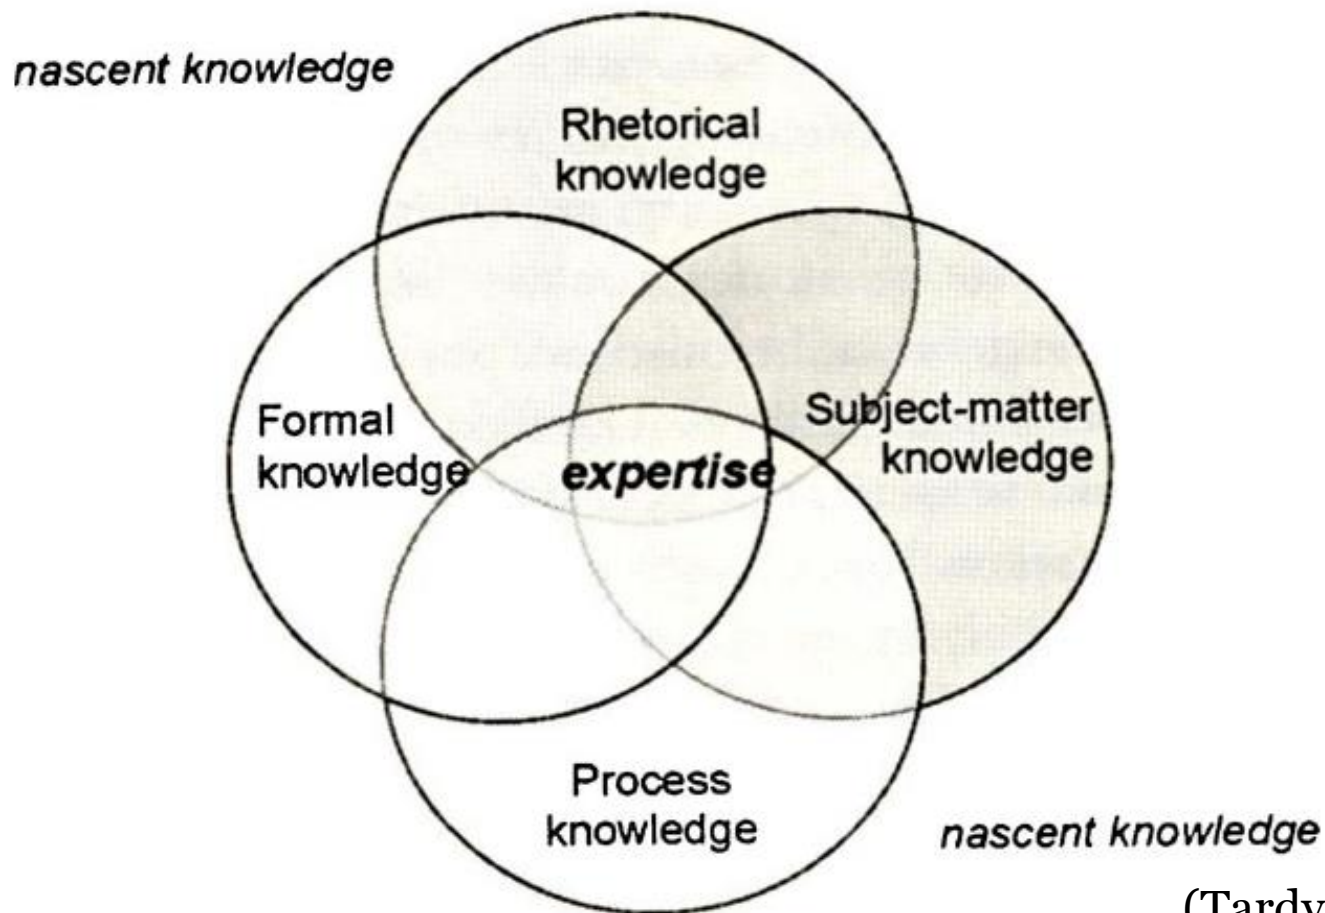 nascent knowledge
Rhetorical
knowledge
Formal
knowledge
Subject-matter
knowledge
expertise
Process
knowledge
nascent knowledge
(Tardy